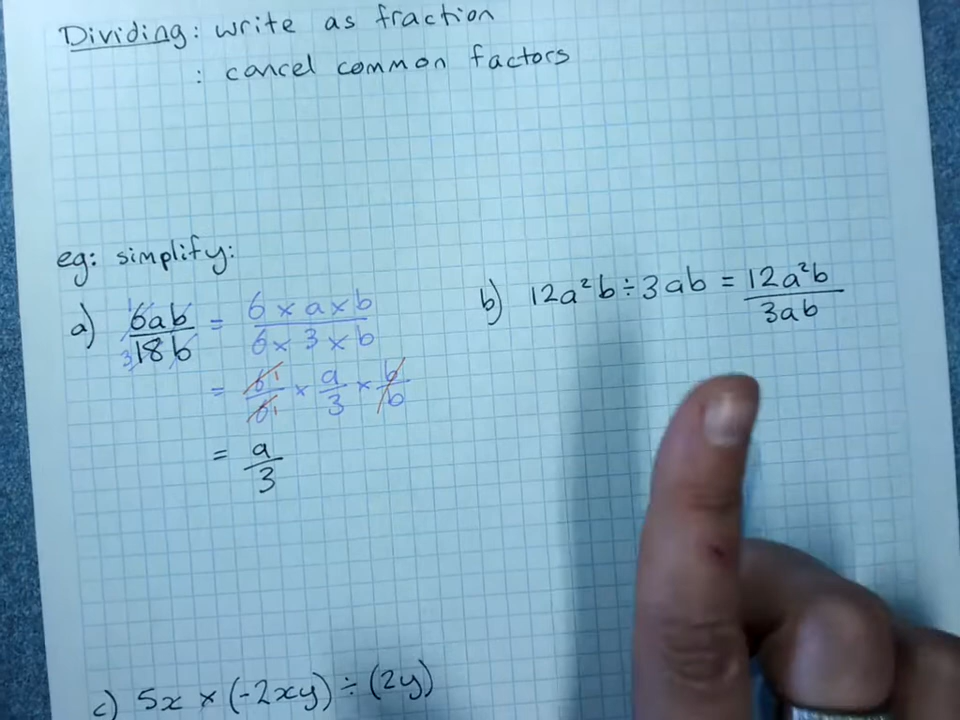 Dividing: write as fraction
: cancel common factors
eg: simplify:
a) 6ab/18b = 6 × a × b / 6 × 3 × b
= 6/6 × a/3 × b/b
= a/3
b) 12a²b ÷ 3ab = 12a²b/3ab
c) 5x × (-2xy) ÷ (2y)